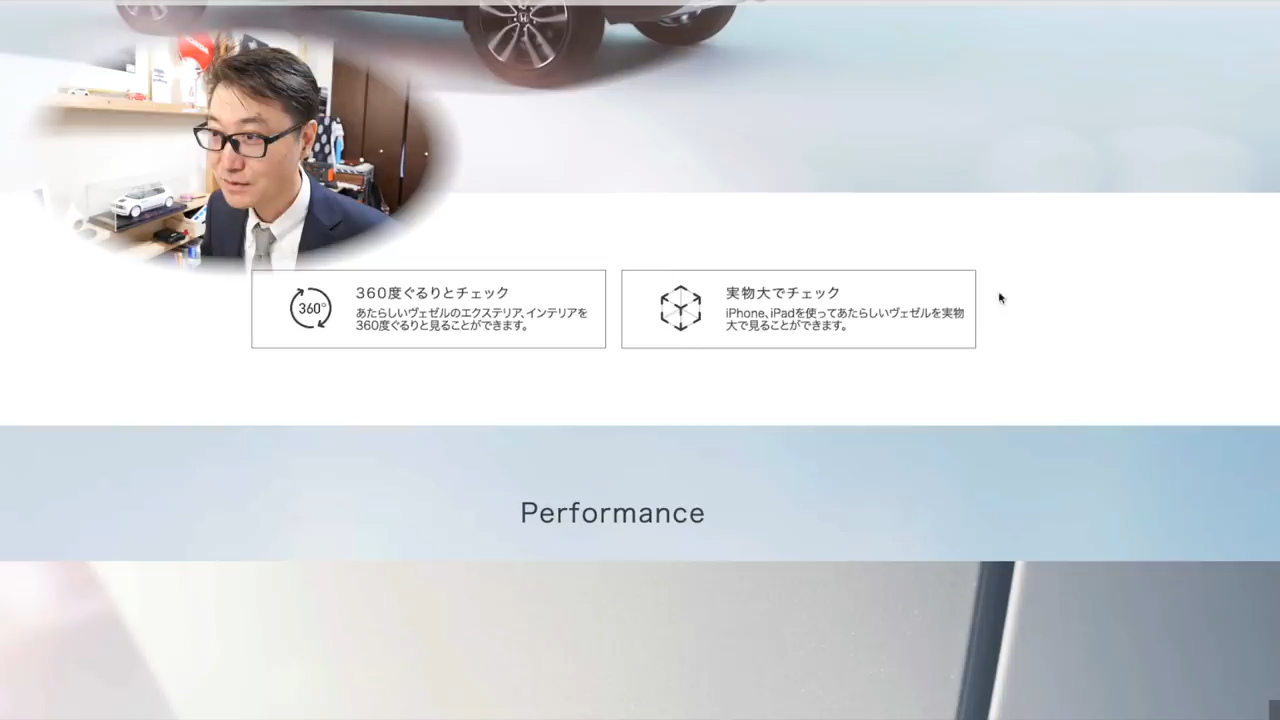 HONDA
360度ぐるりとチェック
360°
あたらしいヴェゼルのエクステリア、インテリアを
360度ぐるりと見ることができます。
実物大でチェック
iPhone、iPadを使ってあたらしいヴェゼルを実物
大で見ることができます。
Performance